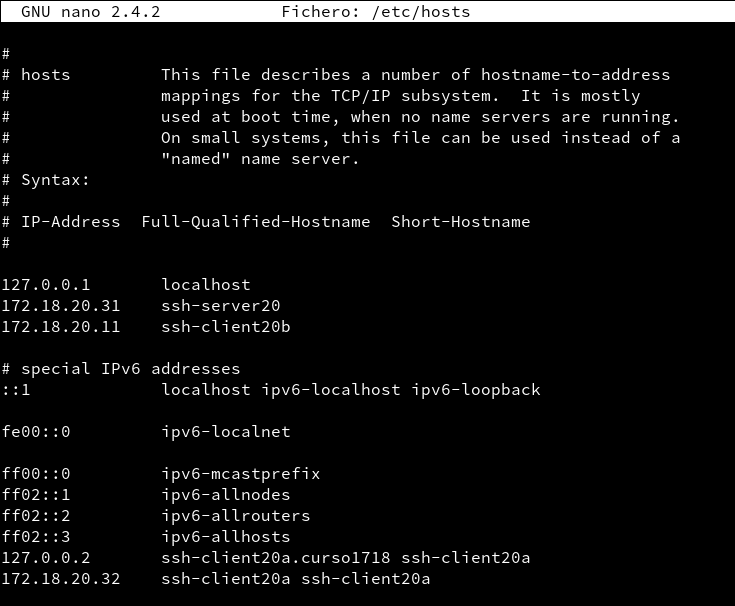 GNU nano 2.4.2            Fichero: /etc/hosts
#
# hosts         This file describes a number of hostname-to-address
#               mappings for the TCP/IP subsystem.  It is mostly
#               used at boot time, when no name servers are running.
#               On small systems, this file can be used instead of a
#               "named" name server.
# Syntax:
#
# IP-Address  Full-Qualified-Hostname  Short-Hostname
#
127.0.0.1       localhost
172.18.20.31    ssh-server20
172.18.20.11    ssh-client20b
# special IPv6 addresses
::1             localhost ipv6-localhost ipv6-loopback
fe00::0         ipv6-localnet
ff00::0         ipv6-mcastprefix
ff02::1         ipv6-allnodes
ff02::2         ipv6-allrouters
ff02::3         ipv6-allhosts
127.0.0.2       ssh-client20a.curso1718 ssh-client20a
172.18.20.32    ssh-client20a ssh-client20a